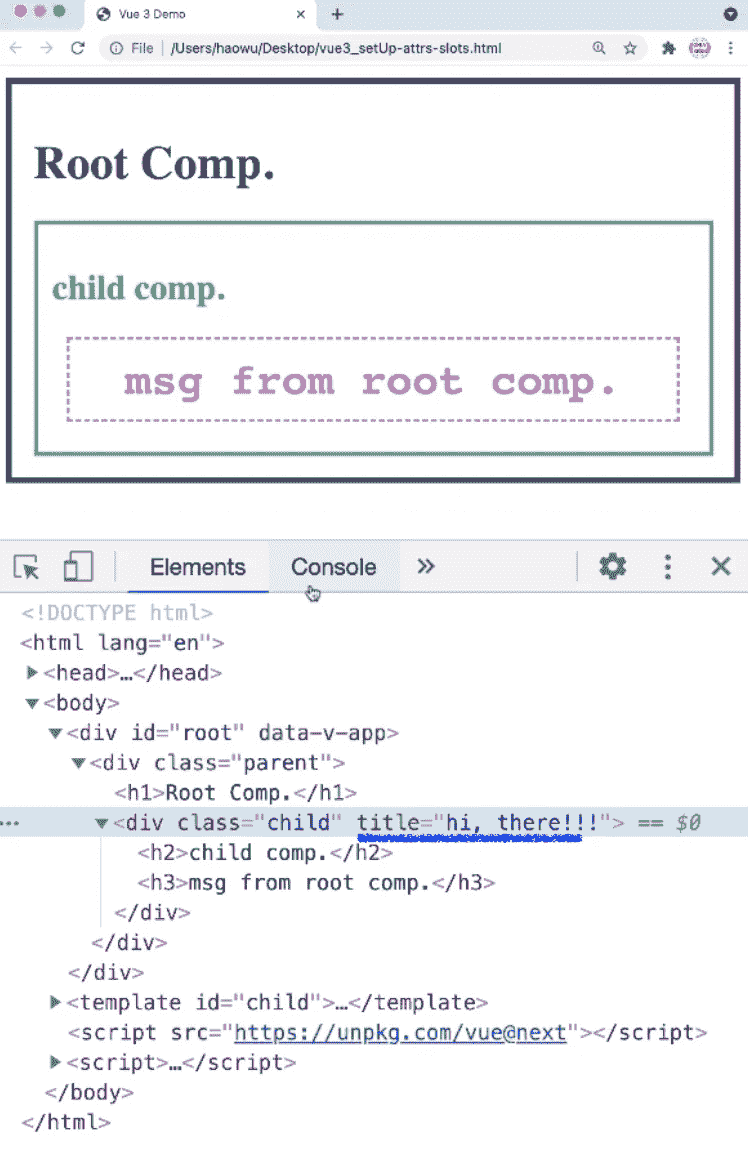 Vue 3 Demo
File | /Users/haowu/Desktop/vue3_setUp-attrs-slots.html
Root Comp.
child comp.
msg from root comp.
Elements Console
<!DOCTYPE html>
<html lang="en">
<head>…</head>
<body>
<div id="root" data-v-app>
<div class="parent">
<h1>Root Comp.</h1>
<div class="child" title="hi, there!!!"> == $0
<h2>child comp.</h2>
<h3>msg from root comp.</h3>
</div>
</div>
</div>
<template id="child">…</template>
<script src="https://unpkg.com/vue@next"></script>
<script>…</script>
</body>
</html>